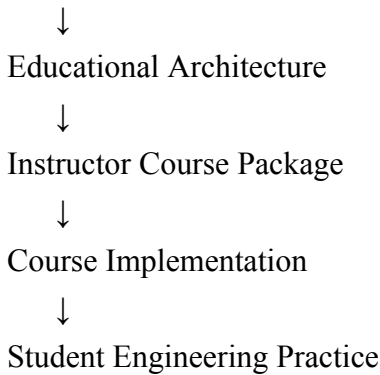 ↓
Educational Architecture
↓
Instructor Course Package
↓
Course Implementation
↓
Student Engineering Practice